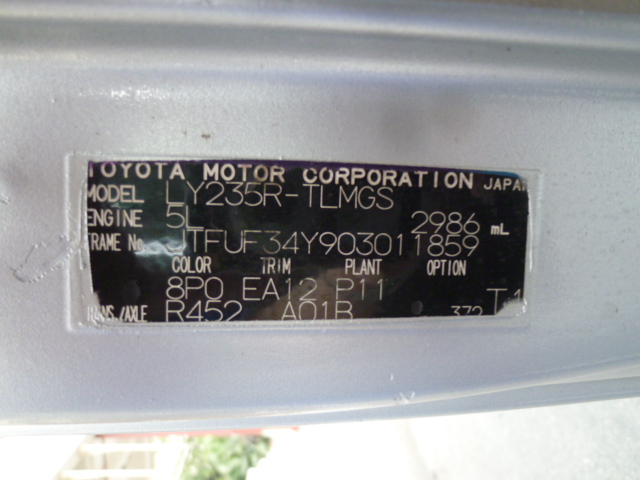 TOYOTA MOTOR CORPORATION JAPAN
MODEL LY235R-TLMGS
ENGINE 5L 2986 mL
FRAME No. JTFUF34Y903011859
COLOR TRIM PLANT OPTION
8P0 EA12 P11
TRANS./AXLE R452 A01B 372